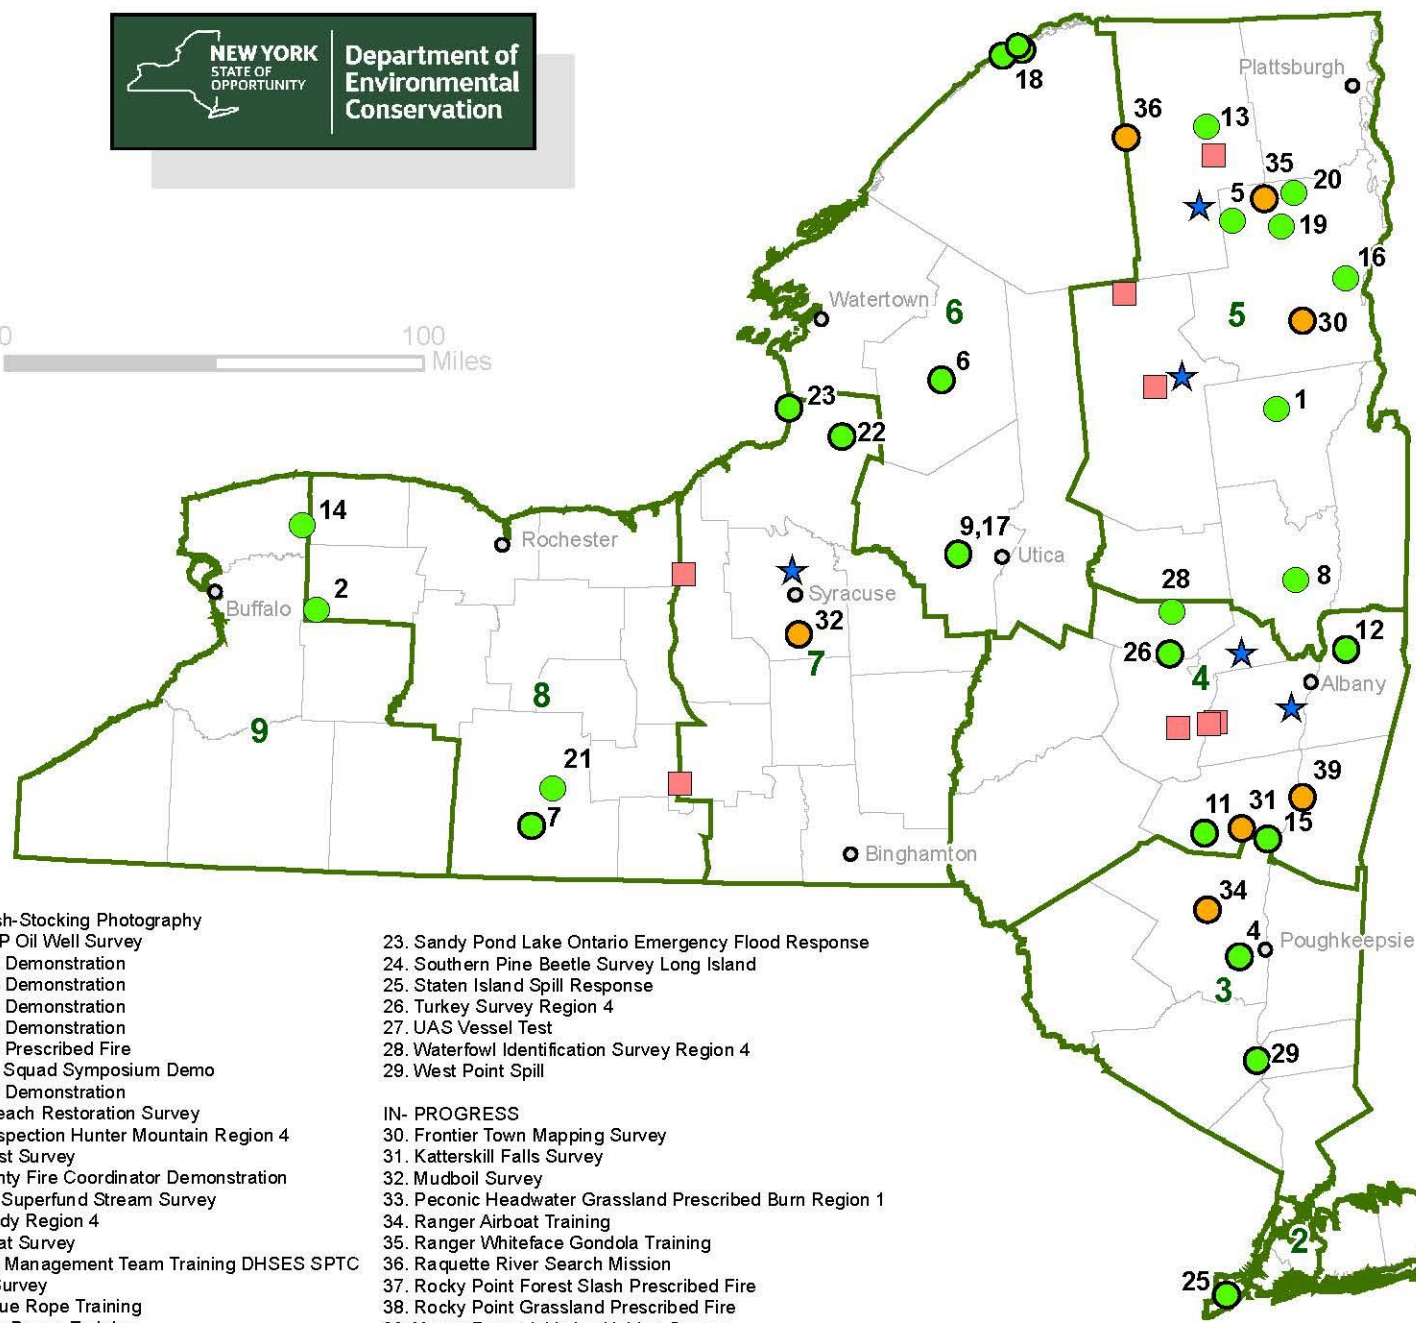 NEW YORK
STATE OF
OPPORTUNITY
Department of
Environmental
Conservation
0
100
Miles
18
Plattsburgh
36
13
35
20
5
19
16
Watertown
6
5
30
6
23
1
22
14
Rochester
9,17
Utica
2
28
8
Buffalo
Syracuse
32
12
26
7
4
Albany
8
9
21
39
7
11
31
15
Binghamton
34
4
Poughkeepsie
3
29
2
25
sh-Stocking Photography
P Oil Well Survey
Demonstration
Demonstration
Demonstration
Demonstration
Prescribed Fire
Squad Symposium Demo
Demonstration
each Restoration Survey
spection Hunter Mountain Region 4
st Survey
nty Fire Coordinator Demonstration
Superfund Stream Survey
dy Region 4
at Survey
Management Team Training DHSES SPTC
Survey
ue Rope Training
23. Sandy Pond Lake Ontario Emergency Flood Response
24. Southern Pine Beetle Survey Long Island
25. Staten Island Spill Response
26. Turkey Survey Region 4
27. UAS Vessel Test
28. Waterfowl Identification Survey Region 4
29. West Point Spill
IN- PROGRESS
30. Frontier Town Mapping Survey
31. Katterskill Falls Survey
32. Mudboil Survey
33. Peconic Headwater Grassland Prescribed Burn Region 1
34. Ranger Airboat Training
35. Ranger Whiteface Gondola Training
36. Raquette River Search Mission
37. Rocky Point Forest Slash Prescribed Fire
38. Rocky Point Grassland Prescribed Fire